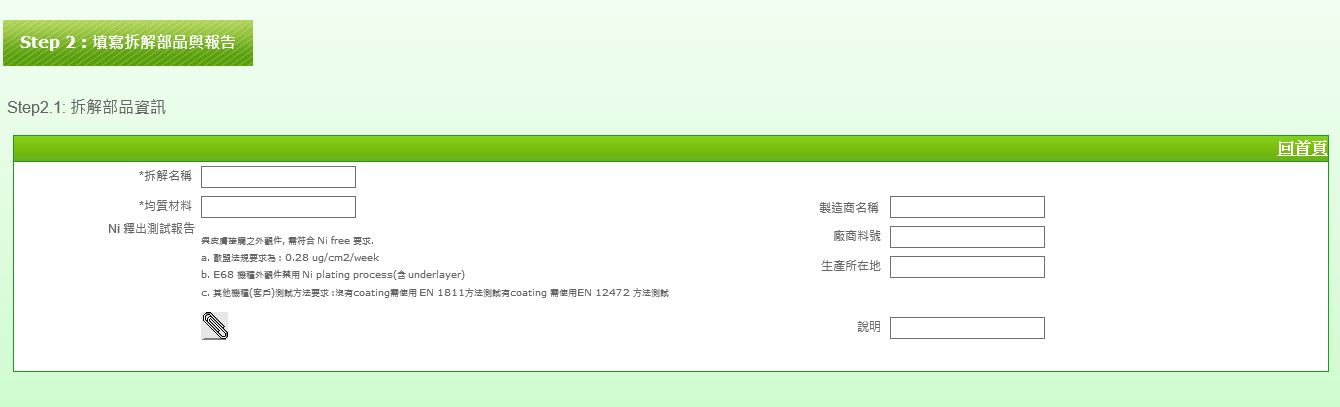 Step 2 : 填寫拆解部品與報告
Step2.1: 拆解部品資訊
回首頁
*拆解名稱
*均質材料
製造商名稱
Ni 釋出測試報告
廠商料號
與皮膚接觸之外觀件, 需符合 Ni free 要求.
a. 歐盟法規要求為 : 0.28 ug/cm2/week
生產所在地
b. E68 機種外觀件禁用 Ni plating process(含 underlayer)
c. 其他機種(客戶)測試方法要求 :沒有coating需使用 EN 1811方法測試有coating 需使用EN 12472 方法測試
說明